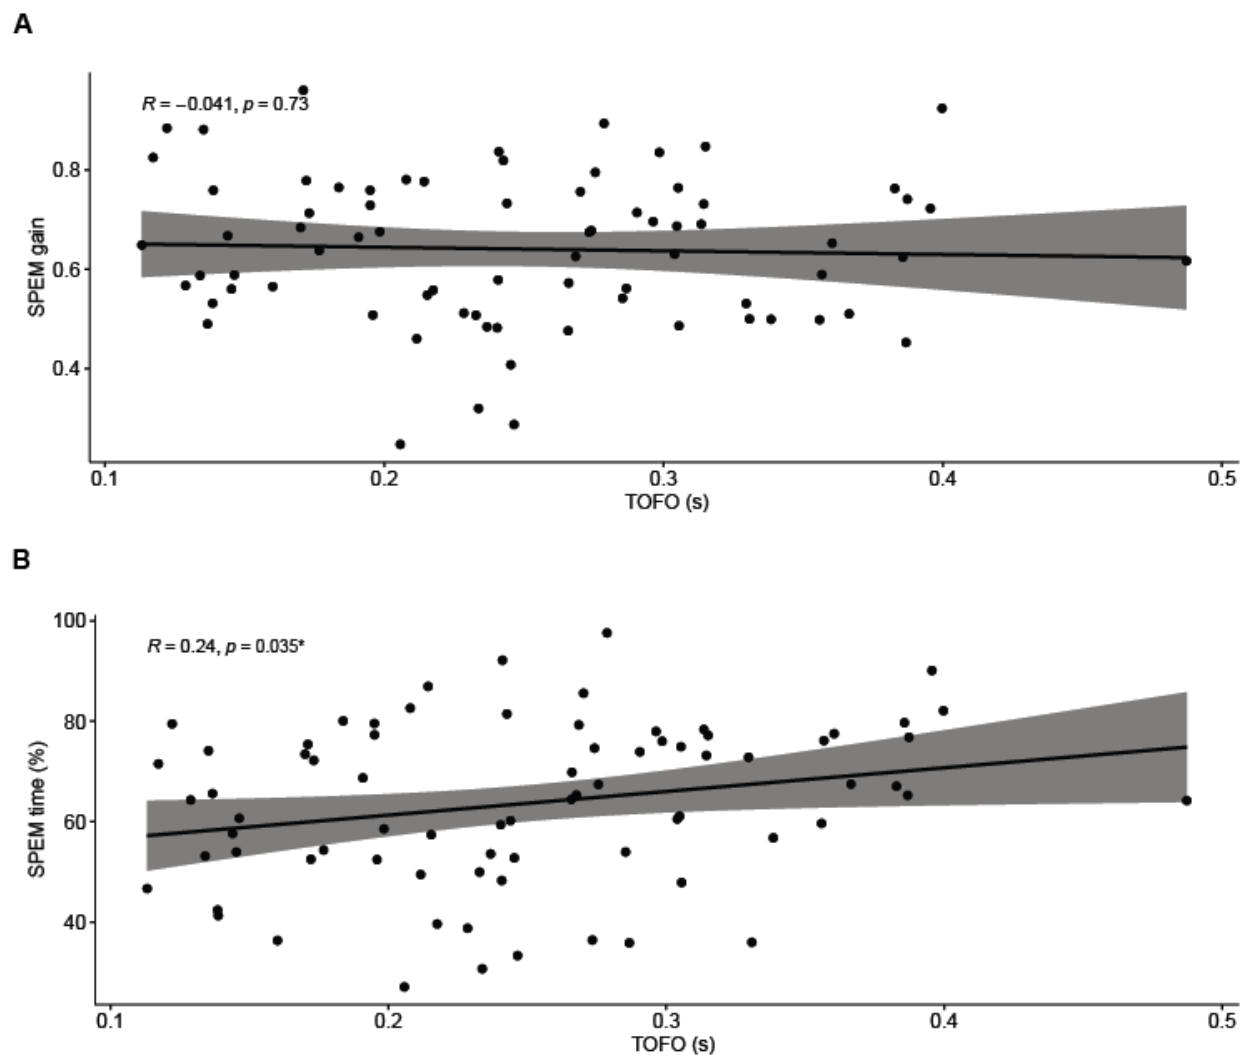 A
R = −0.041, p = 0.73
SPEM gain
0.8
0.6
0.4
0.1 0.2 0.3 0.4 0.5
TOFO (s)
B
R = 0.24, p = 0.035*
SPEM time (%)
100
80
60
40
0.1 0.2 0.3 0.4 0.5
TOFO (s)